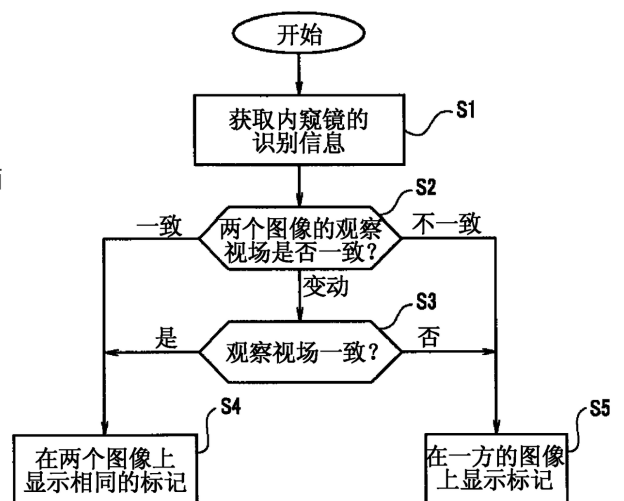 开始
S1
获取内窥镜的
识别信息
S2
一致
两个图像的观察
视场是否一致?
不一致
变动
S3
是
观察视场一致?
否
S4
在两个图像上
显示相同的标记
S5
在一方的图像
上显示标记